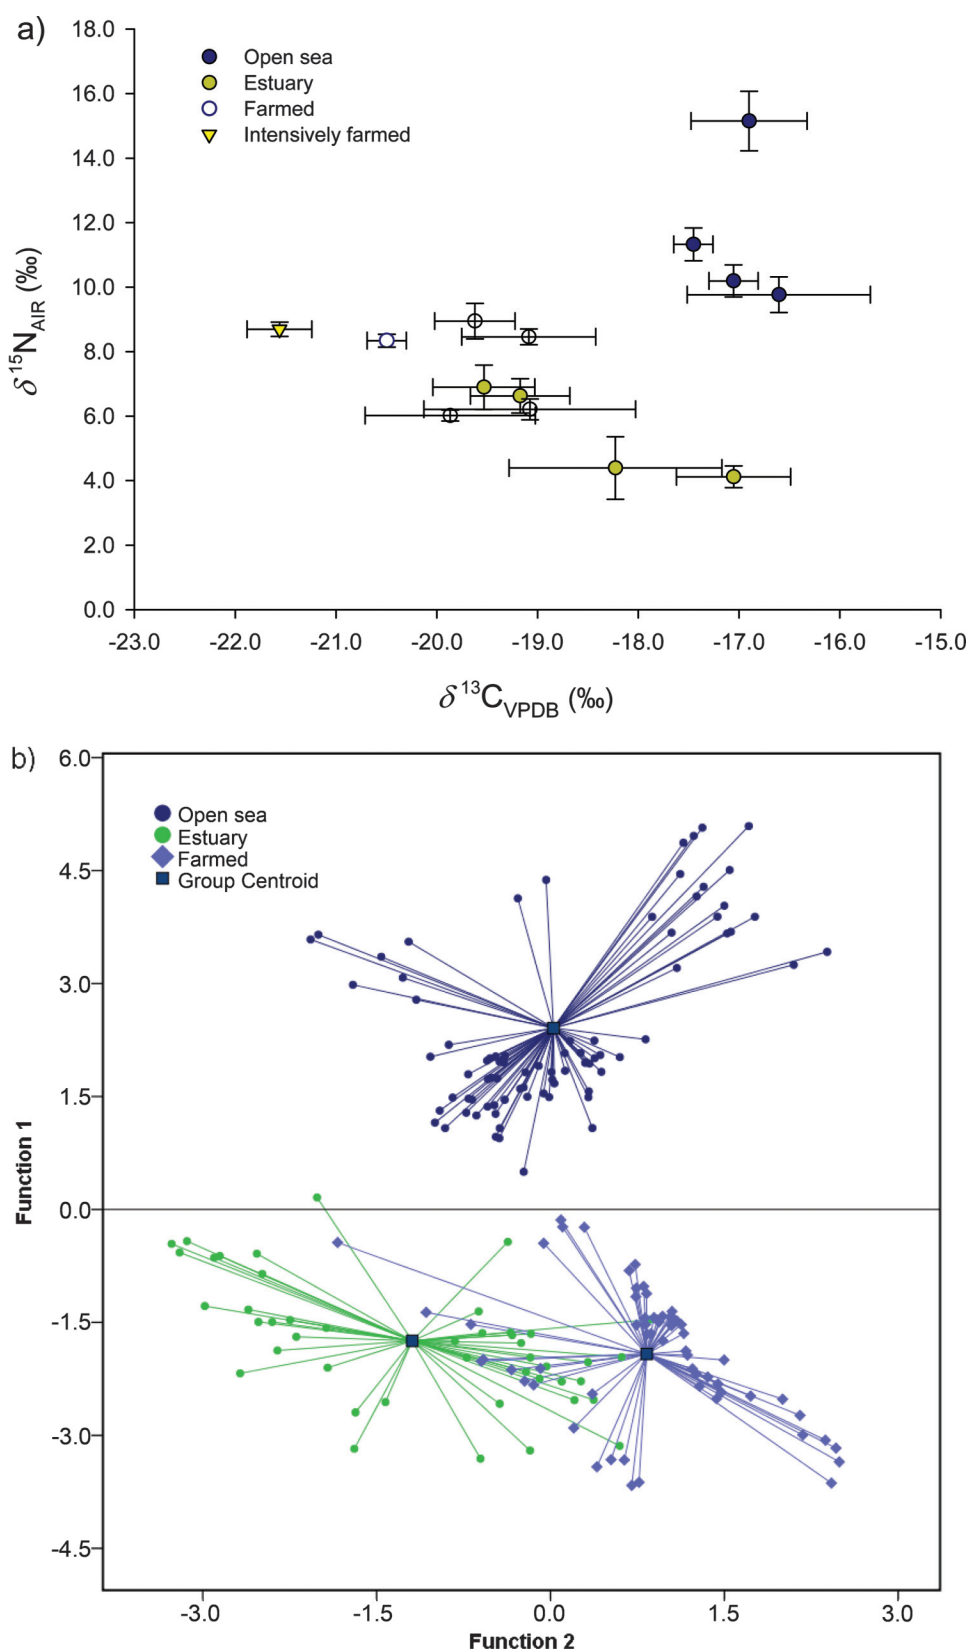 a)
18.0
16.0
14.0
12.0
10.0
8.0
6.0
4.0
2.0
0.0
δ 15NAIR (‰)
Open sea
Estuary
Farmed
Intensively farmed
-23.0 -22.0 -21.0 -20.0 -19.0 -18.0 -17.0 -16.0 -15.0
δ 13CVPDB (‰)
b)
6.0
4.5
3.0
1.5
0.0
-1.5
-3.0
-4.5
Function 1
Open sea
Estuary
Farmed
Group Centroid
-3.0 -1.5 0.0 1.5 3.0
Function 2